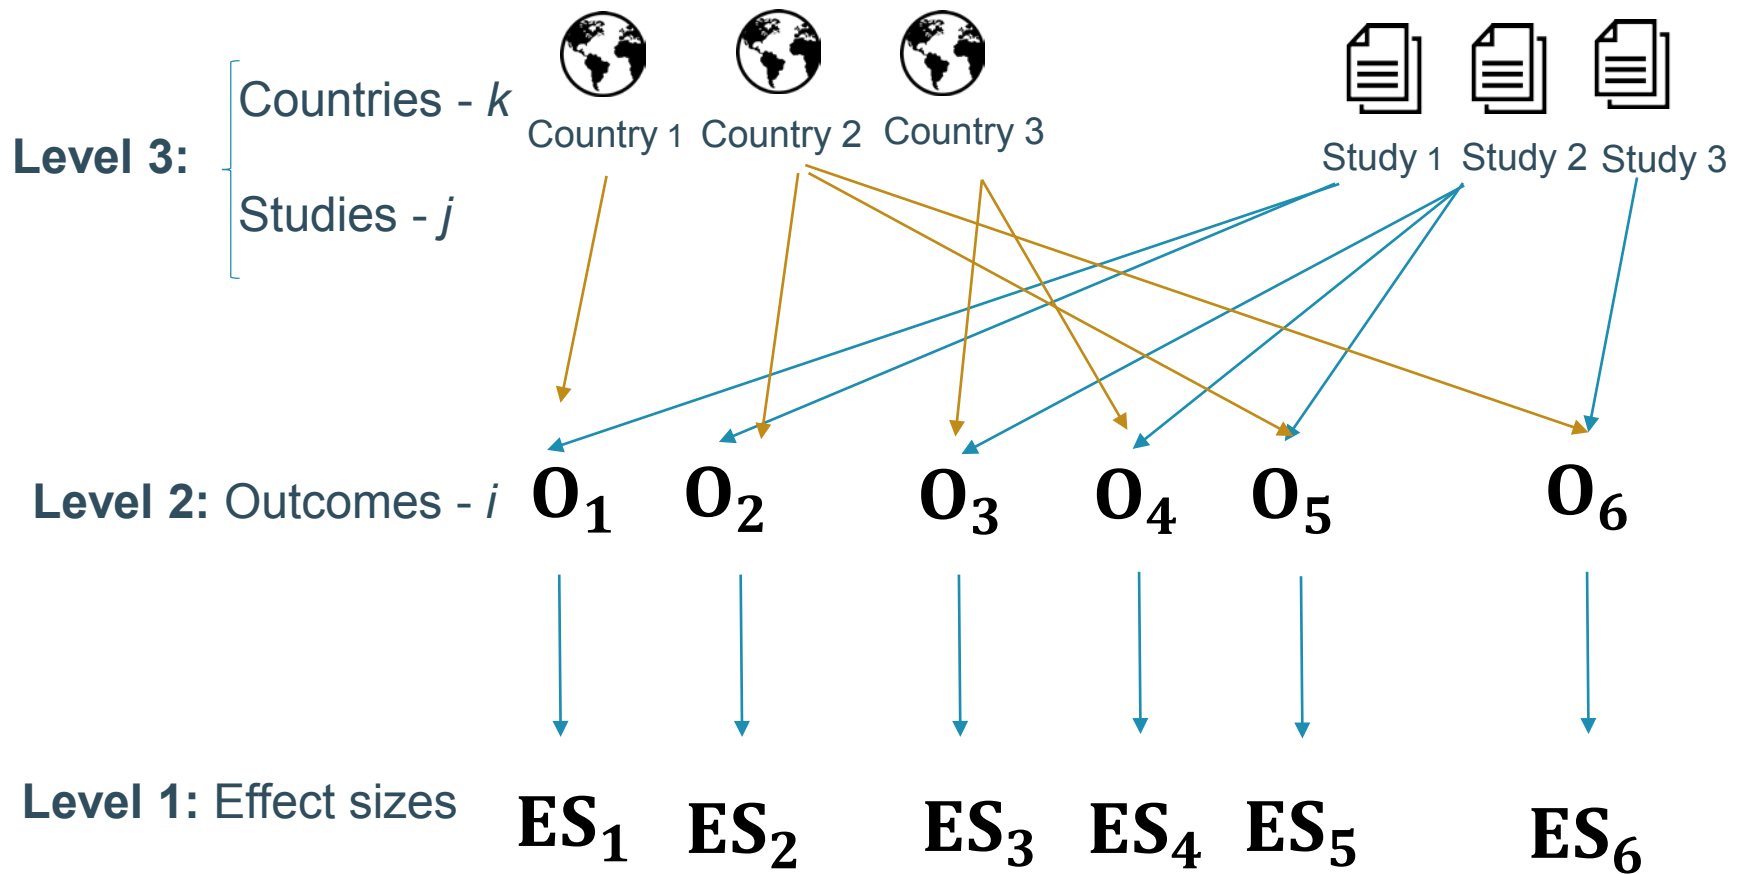 Level 3:
Countries - k
Studies - j
Country 1 Country 2 Country 3
Study 1 Study 2 Study 3
Level 2: Outcomes - i O₁ O₂ O₃ O₄ O₅ O₆
Level 1: Effect sizes ES₁ ES₂ ES₃ ES₄ ES₅ ES₆